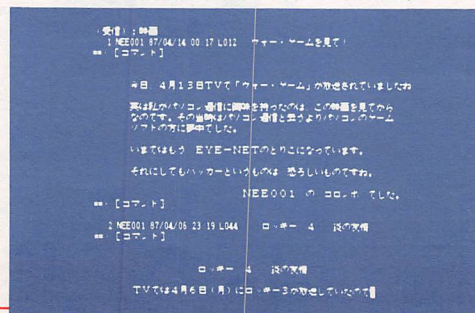 (受信):映画
1 NEE001 87/04/14 00:17 L012 ウォー・ゲームを見て!
==: [コマンド]
今日 4月13日TVで「ウォー・ゲーム」が放送されていましたね
実は私がパソコン通信に興味を持ったのは この映画を見てから
なのです。その当時はパソコン通信と言うよりパソコンのゲーム
ソフトの方に夢中でした。
いまではもう EYE-NETのとりこになっています。
それにしてもハッカーというものは 恐ろしいものですね。
NEE001 の コロンボ でした。
==: [コマンド]
2 NEE001 87/04/06 23:19 L044 ロッキー 4 炎の友情
==: [コマンド]
ロッキー 4 炎の友情
TVでは4月6日(月)にロッキー3が放送していたので